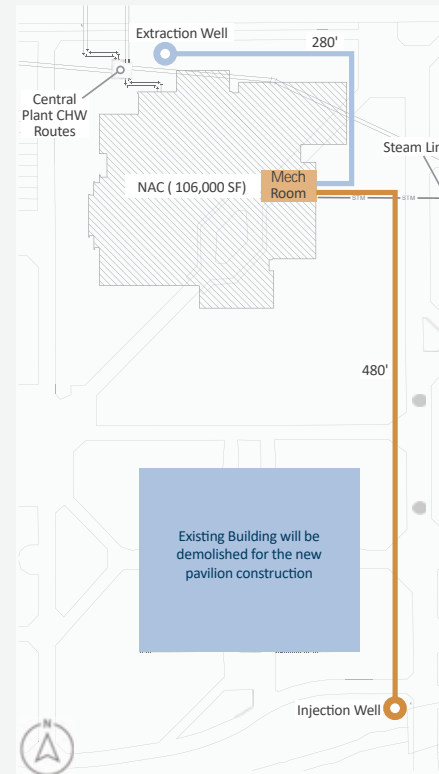 Extraction Well
280'
Central
Plant CHW
Routes
Steam Lin
NAC ( 106,000 SF)
Mech
Room
STM
STM
480'
Existing Building will be
demolished for the new
pavilion construction
Injection Well
N